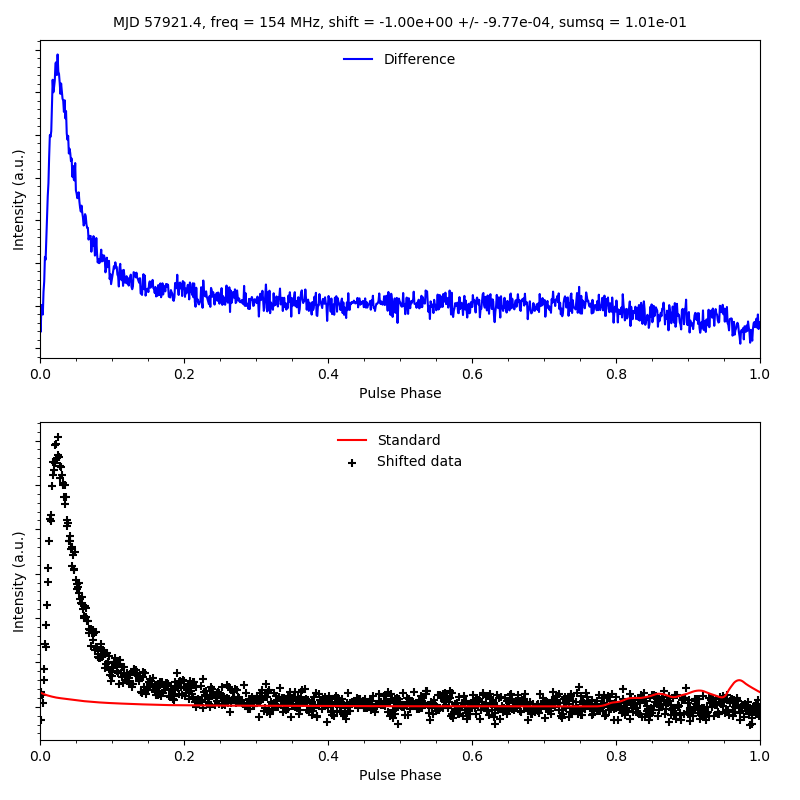 MJD 57921.4, freq = 154 MHz, shift = -1.00e+00 +/- -9.77e-04, sumsq = 1.01e-01
Difference
Intensity (a.u.)
0.0 0.2 0.4 0.6 0.8 1.0
Pulse Phase
Standard
Shifted data
Intensity (a.u.)
0.0 0.2 0.4 0.6 0.8 1.0
Pulse Phase